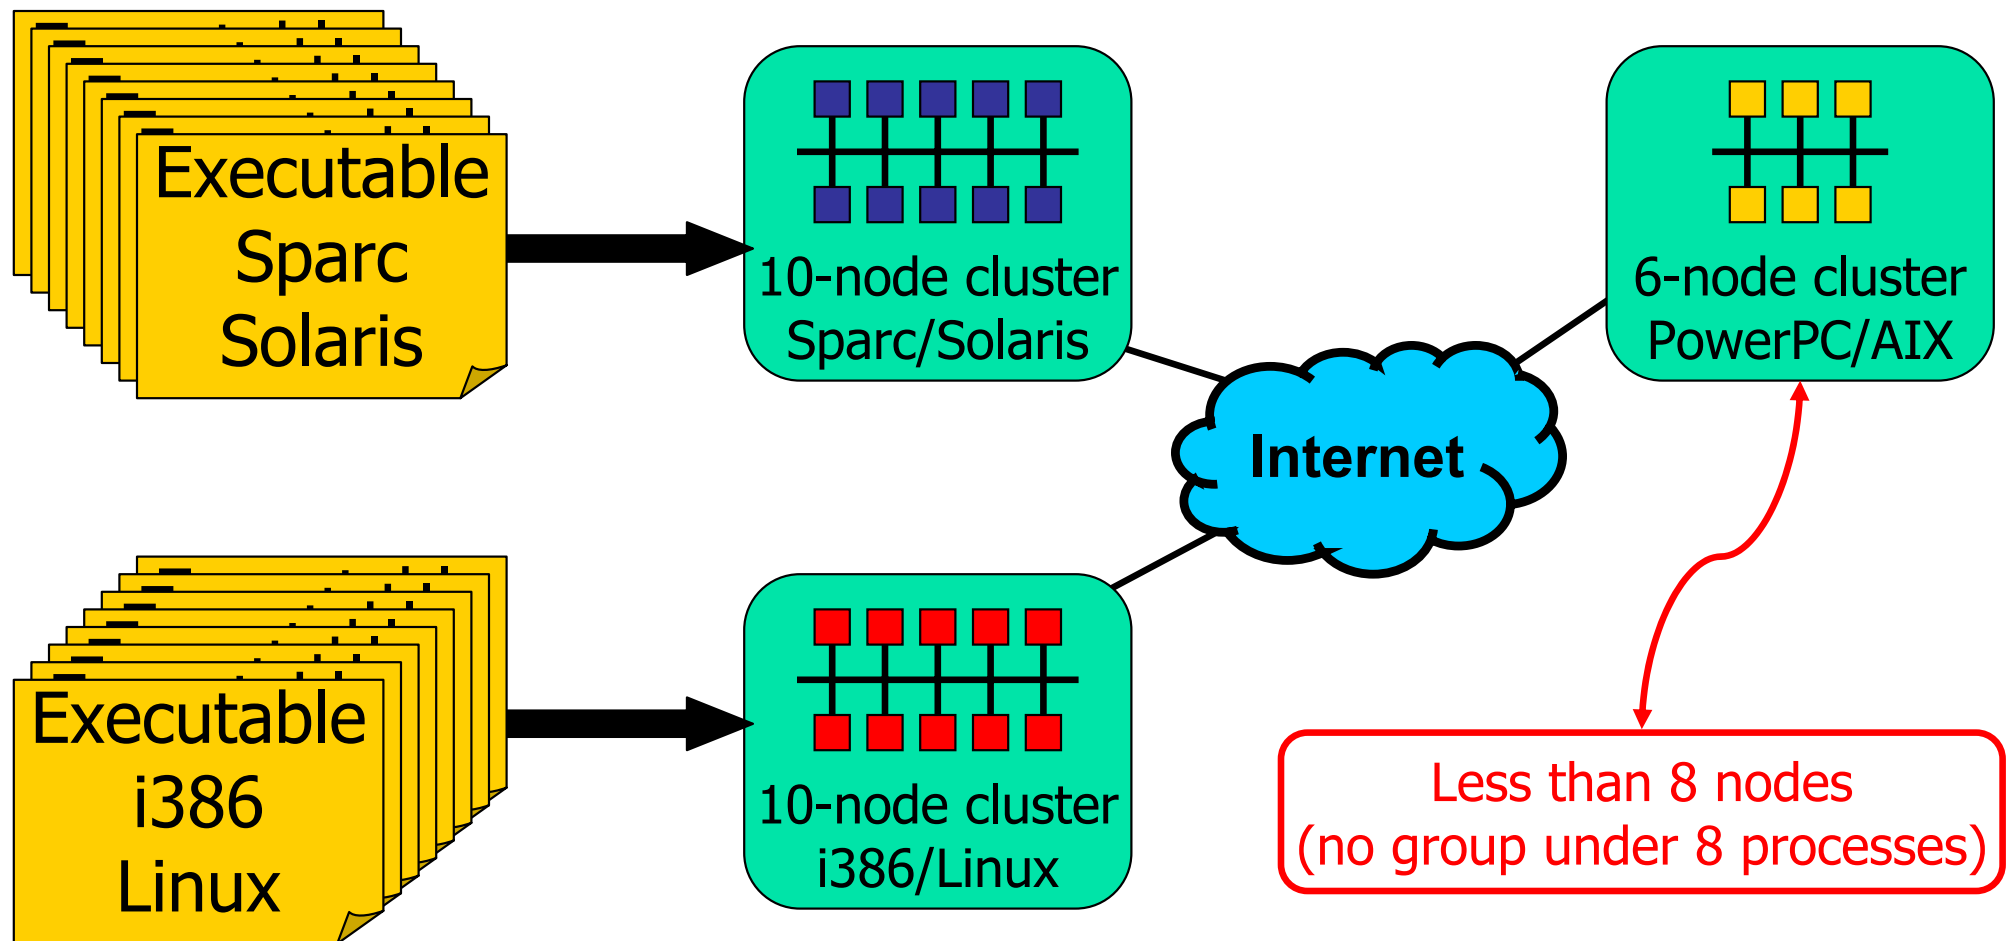 Executable
Sparc
Solaris
10-node cluster
Sparc/Solaris
6-node cluster
PowerPC/AIX
Internet
Executable
i386
Linux
10-node cluster
i386/Linux
Less than 8 nodes
(no group under 8 processes)